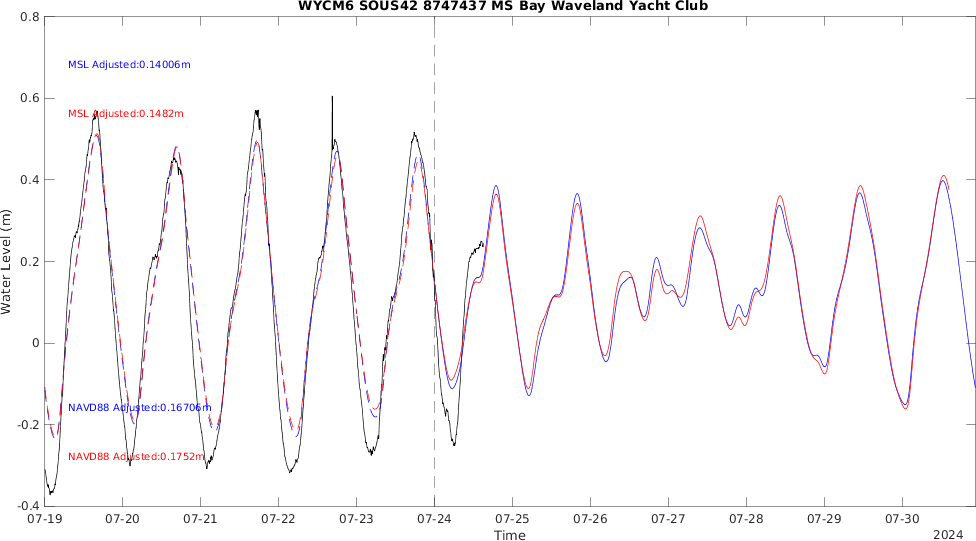 WYCM6 SOUS42 8747437 MS Bay Waveland Yacht Club
Water Level (m)
0.8
0.6
0.4
0.2
0
-0.2
-0.4
MSL Adjusted:0.14006m
MSL Adjusted:0.1482m
NAVD88 Adjusted:0.16706m
NAVD88 Adjusted:0.1752m
07-19 07-20 07-21 07-22 07-23 07-24 07-25 07-26 07-27 07-28 07-29 07-30
Time
2024